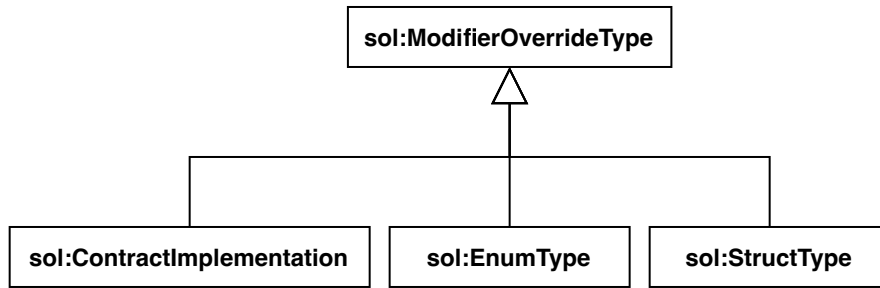 sol:ModifierOverrideType
sol:ContractImplementation
sol:EnumType
sol:StructType